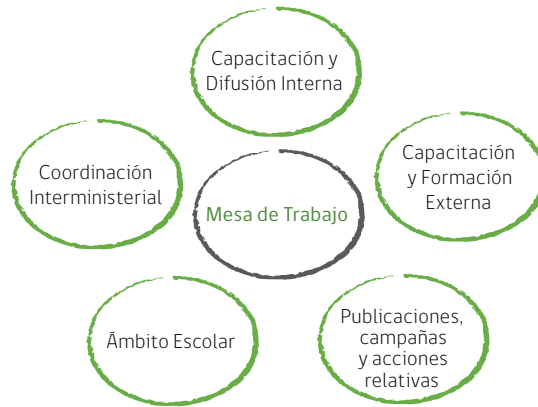 Capacitación y
Difusión Interna
Coordinación
Interministerial
Capacitación
y Formación
Externa
Mesa de Trabajo
Ámbito Escolar
Publicaciones,
campañas
y acciones
relativas